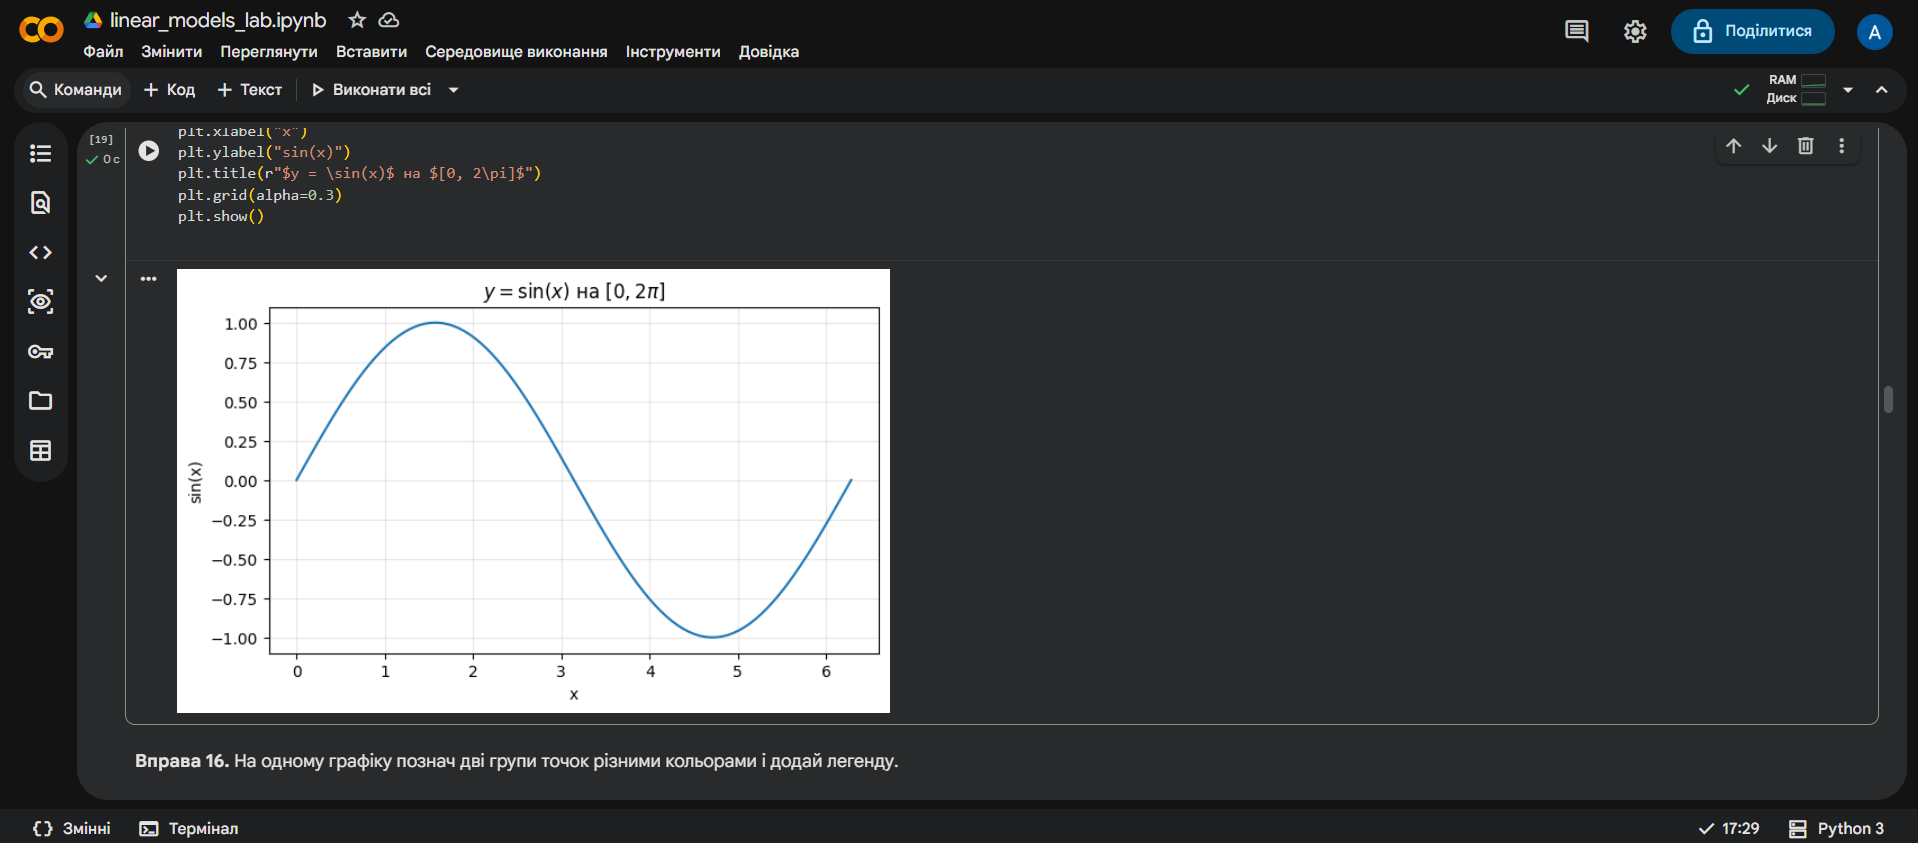 linear_models_lab.ipynb
Файл Змінити Переглянути Вставити Середовище виконання Інструменти Довідка
Поділитися
A
Команди + Код + Текст Виконати всі
RAM
Диск
[19]
0 с
plt.xlabel("x")
plt.ylabel("sin(x)")
plt.title(r"$y = \sin(x)$ на $[0, 2\pi]$")
plt.grid(alpha=0.3)
plt.show()
y = sin(x) на [0, 2π]
1.00
0.75
0.50
0.25
0.00
−0.25
−0.50
−0.75
−1.00
sin(x)
0 1 2 3 4 5 6
x
Вправа 16. На одному графіку познач дві групи точок різними кольорами і додай легенду.
Змінні Термінал
17:29 Python 3